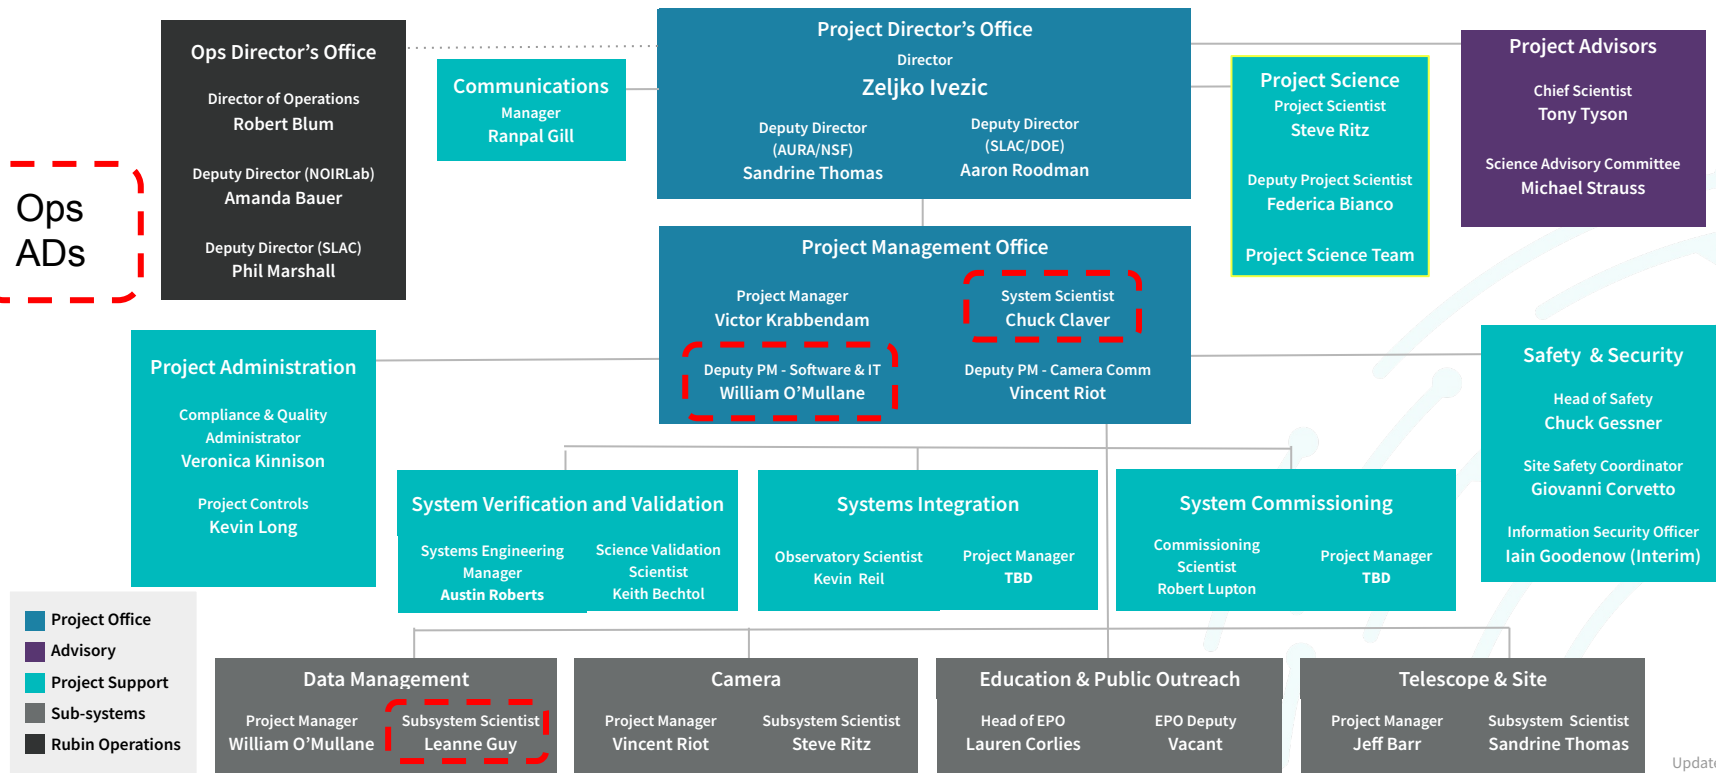 Ops Director's Office
Director of Operations
Robert Blum
Deputy Director (NOIRLab)
Amanda Bauer
Deputy Director (SLAC)
Phil Marshall
Ops
ADs
Communications
Manager
Ranpal Gill
Project Director's Office
Director
Zeljko Ivezic
Deputy Director
(AURA/NSF)
Sandrine Thomas
Deputy Director
(SLAC/DOE)
Aaron Roodman
Project Science
Project Scientist
Steve Ritz
Deputy Project Scientist
Federica Bianco
Project Science Team
Project Advisors
Chief Scientist
Tony Tyson
Science Advisory Committee
Michael Strauss
Project Management Office
Project Manager
Victor Krabbendam
System Scientist
Chuck Claver
Deputy PM - Software & IT
William O'Mullane
Deputy PM - Camera Comm
Vincent Riot
Project Administration
Compliance & Quality
Administrator
Veronica Kinnison
Project Controls
Kevin Long
Safety & Security
Head of Safety
Chuck Gessner
Site Safety Coordinator
Giovanni Corvetto
Information Security Officer
Iain Goodenow (Interim)
System Verification and Validation
Systems Engineering
Manager
Austin Roberts
Science Validation
Scientist
Keith Bechtol
Systems Integration
Observatory Scientist
Kevin Reil
Project Manager
TBD
System Commissioning
Commissioning
Scientist
Robert Lupton
Project Manager
TBD
Project Office
Advisory
Project Support
Sub-systems
Rubin Operations
Data Management
Project Manager
William O'Mullane
Subsystem Scientist
Leanne Guy
Camera
Project Manager
Vincent Riot
Subsystem Scientist
Steve Ritz
Education & Public Outreach
Head of EPO
Lauren Corlies
EPO Deputy
Vacant
Telescope & Site
Project Manager
Jeff Barr
Subsystem Scientist
Sandrine Thomas
Update